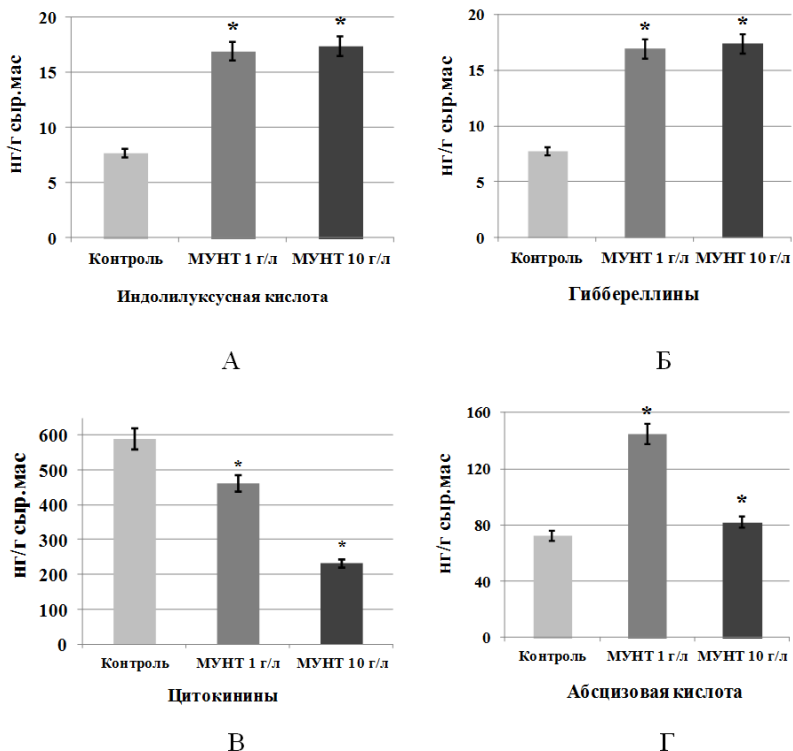 20
15
10
5
0
нг/г сыр.мас
*
*
Контроль
МУНТ 1 г/л
МУНТ 10 г/л
Индолилуксусная кислота
А
20
15
10
5
0
нг/г сыр.мас
*
*
Контроль
МУНТ 1 г/л
МУНТ 10 г/л
Гиббереллины
Б
600
500
400
300
200
100
0
нг/г сыр.мас
*
*
Контроль
МУНТ 1 г/л
МУНТ 10 г/л
Цитокинины
В
160
120
80
40
0
нг/г сыр.мас
*
*
Контроль
МУНТ 1 г/л
МУНТ 10 г/л
Абсцизовая кислота
Г